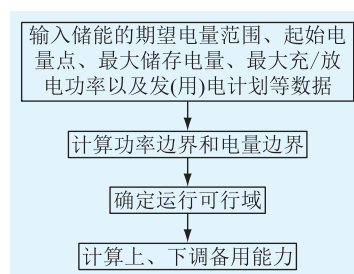 输入储能的期望电量范围、起始电
量点、最大储存电量、最大充/放
电功率以及发(用)电计划等数据
计算功率边界和电量边界
确定运行可行域
计算上、下调备用能力